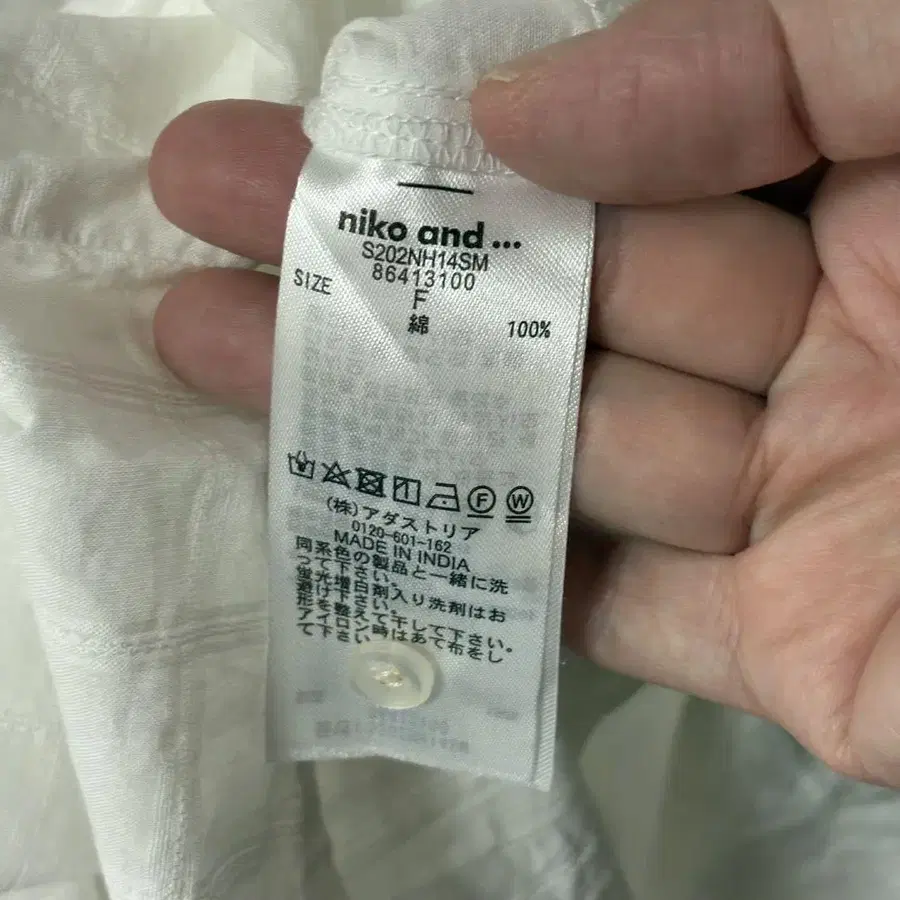 niko and ...
S202NH14SM
86413100
SIZE F
綿 100%
F W
(株)アダストリア
0120-601-162
MADE IN INDIA
同系色の製品と一緒に洗
って下さい。
蛍光増白剤入り洗剤はお
避け下さい。
形を整えて干して下さい。
アイロン時はあて布をし
て下さい